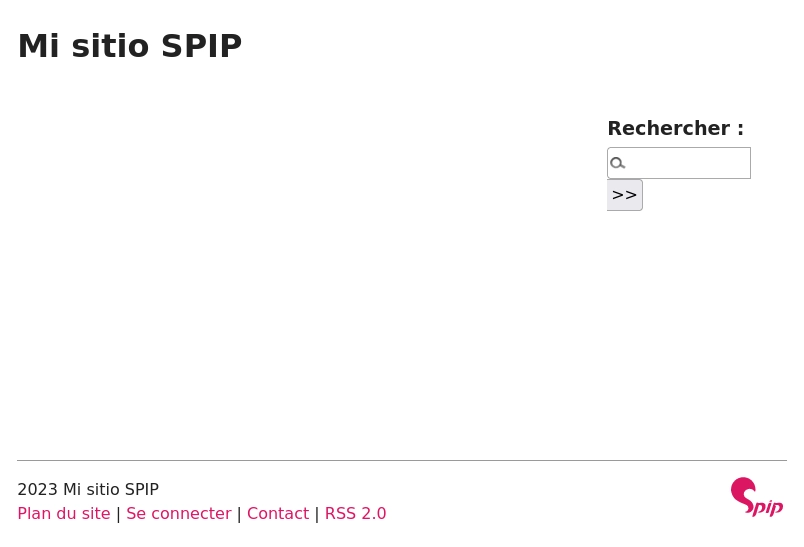 Mi sitio SPIP
Rechercher :
>>
2023 Mi sitio SPIP
Plan du site | Se connecter | Contact | RSS 2.0
Spip